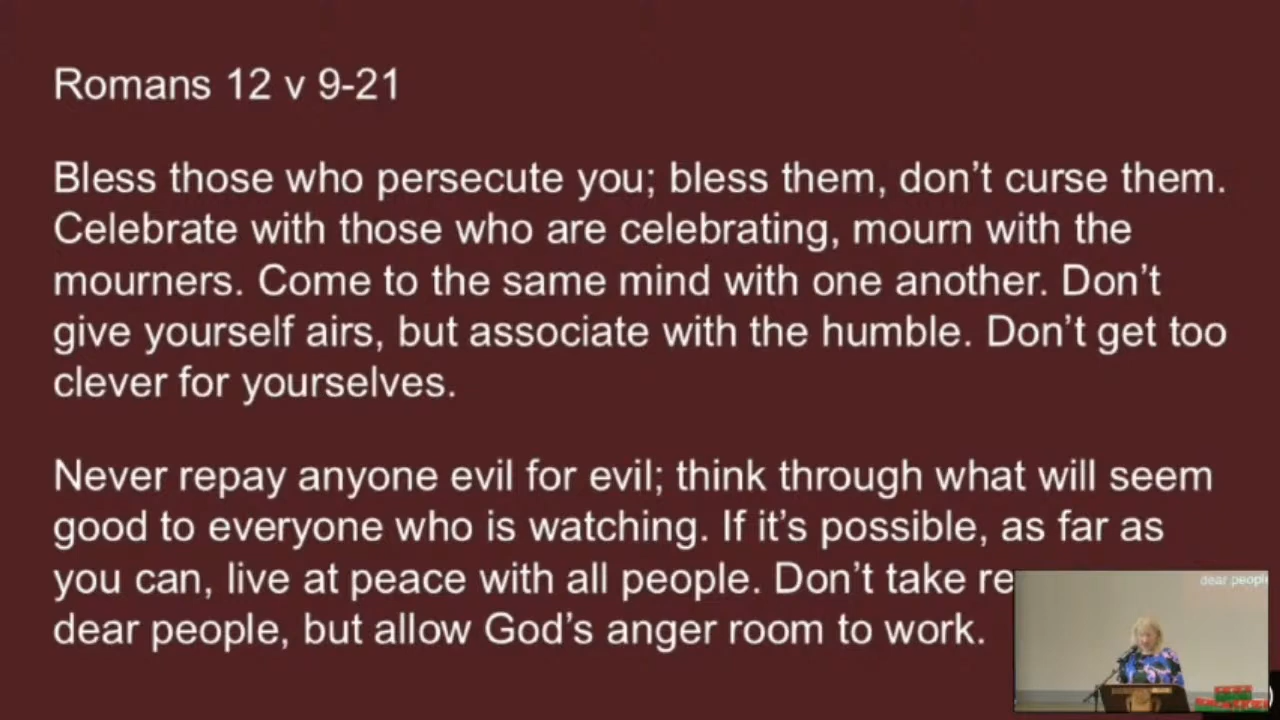 Romans 12 v 9-21
Bless those who persecute you; bless them, don’t curse them.
Celebrate with those who are celebrating, mourn with the
mourners. Come to the same mind with one another. Don’t
give yourself airs, but associate with the humble. Don’t get too
clever for yourselves.
Never repay anyone evil for evil; think through what will seem
good to everyone who is watching. If it’s possible, as far as
you can, live at peace with all people. Don’t take re
dear people, but allow God’s anger room to work.
dear peopl